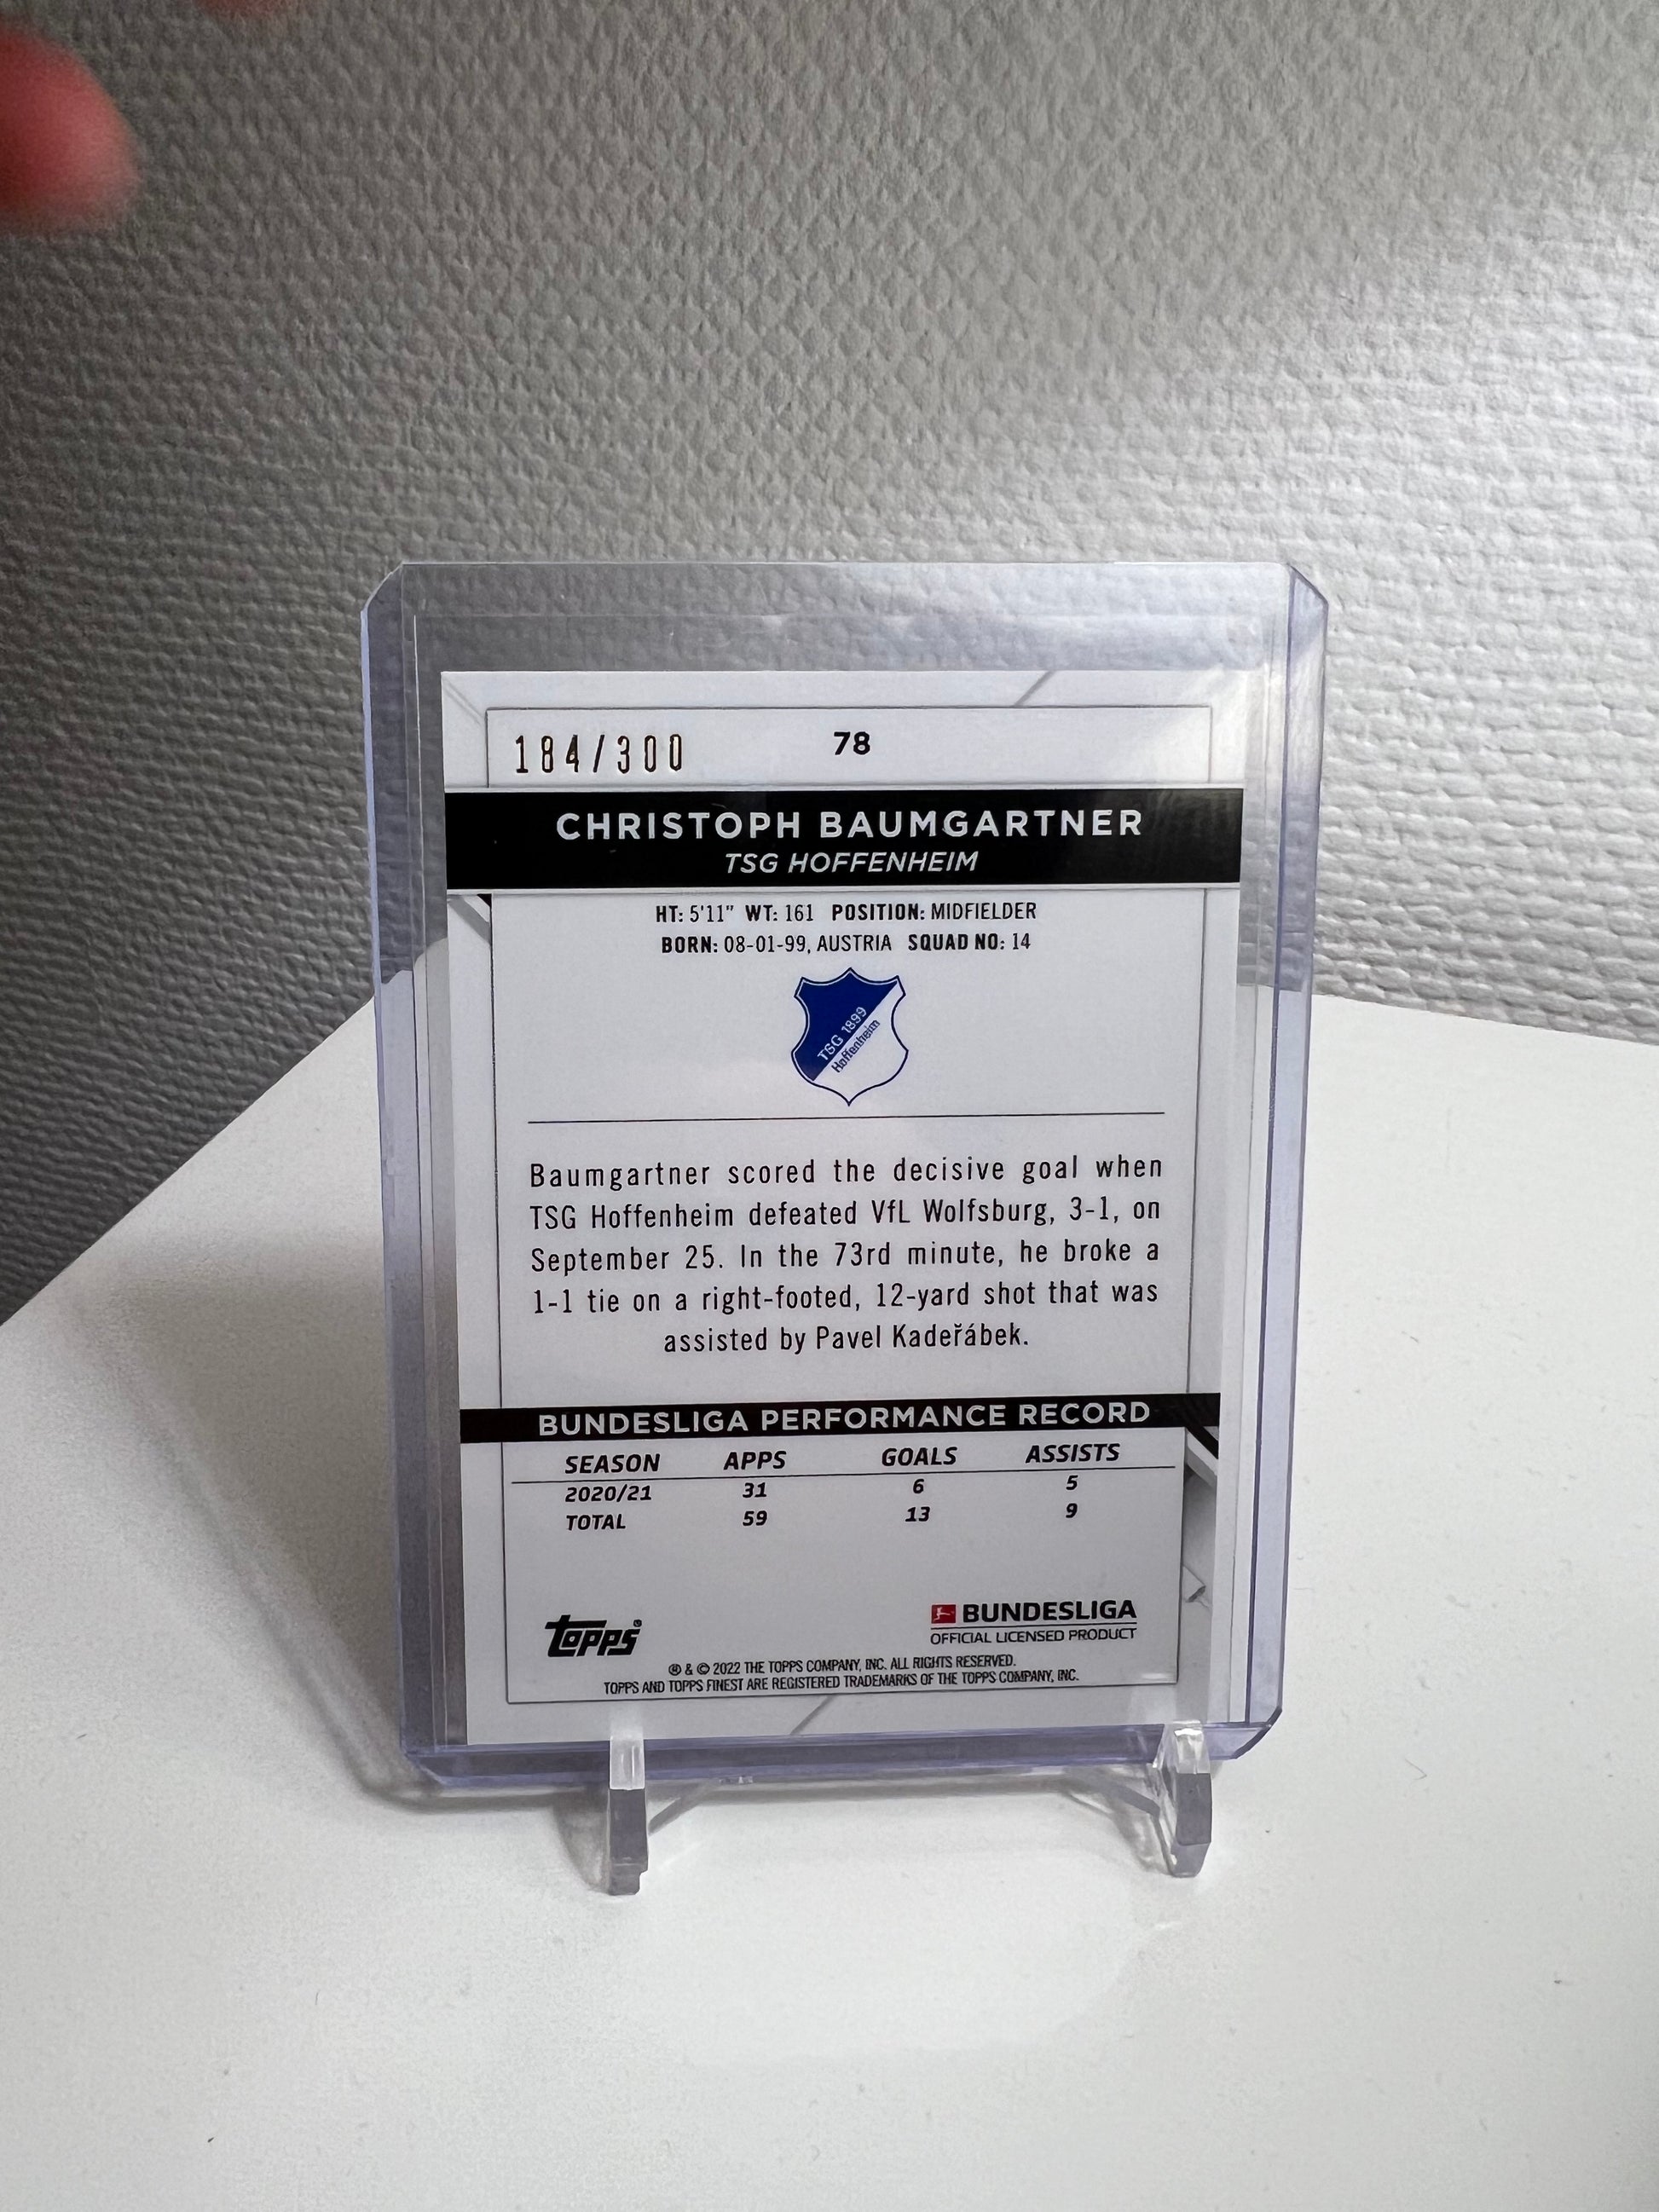 184/300 78
CHRISTOPH BAUMGARTNER
TSG HOFFENHEIM
HT: 5'11" WT: 161 POSITION: MIDFIELDER
BORN: 08-01-99, AUSTRIA SQUAD NO: 14
TSG 1899
Hoffenheim
Baumgartner scored the decisive goal when
TSG Hoffenheim defeated VfL Wolfsburg, 3-1, on
September 25. In the 73rd minute, he broke a
1-1 tie on a right-footed, 12-yard shot that was
assisted by Pavel Kadeřábek.
BUNDESLIGA PERFORMANCE RECORD
SEASON APPS GOALS ASSISTS
2020/21 31 6 5
TOTAL 59 13 9
topps®
BUNDESLIGA
OFFICIAL LICENSED PRODUCT
® & © 2022 THE TOPPS COMPANY, INC. ALL RIGHTS RESERVED.
TOPPS AND TOPPS FINEST ARE REGISTERED TRADEMARKS OF THE TOPPS COMPANY, INC.